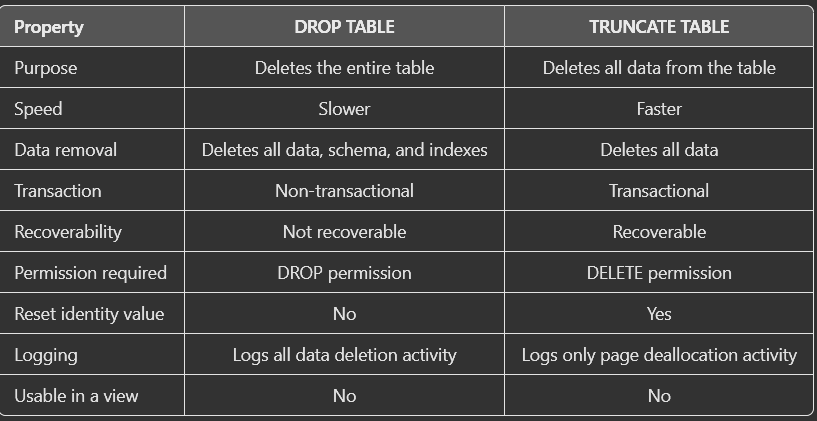 Property DROP TABLE TRUNCATE TABLE
Purpose Deletes the entire table Deletes all data from the table
Speed Slower Faster
Data removal Deletes all data, schema, and indexes Deletes all data
Transaction Non-transactional Transactional
Recoverability Not recoverable Recoverable
Permission required DROP permission DELETE permission
Reset identity value No Yes
Logging Logs all data deletion activity Logs only page deallocation activity
Usable in a view No No